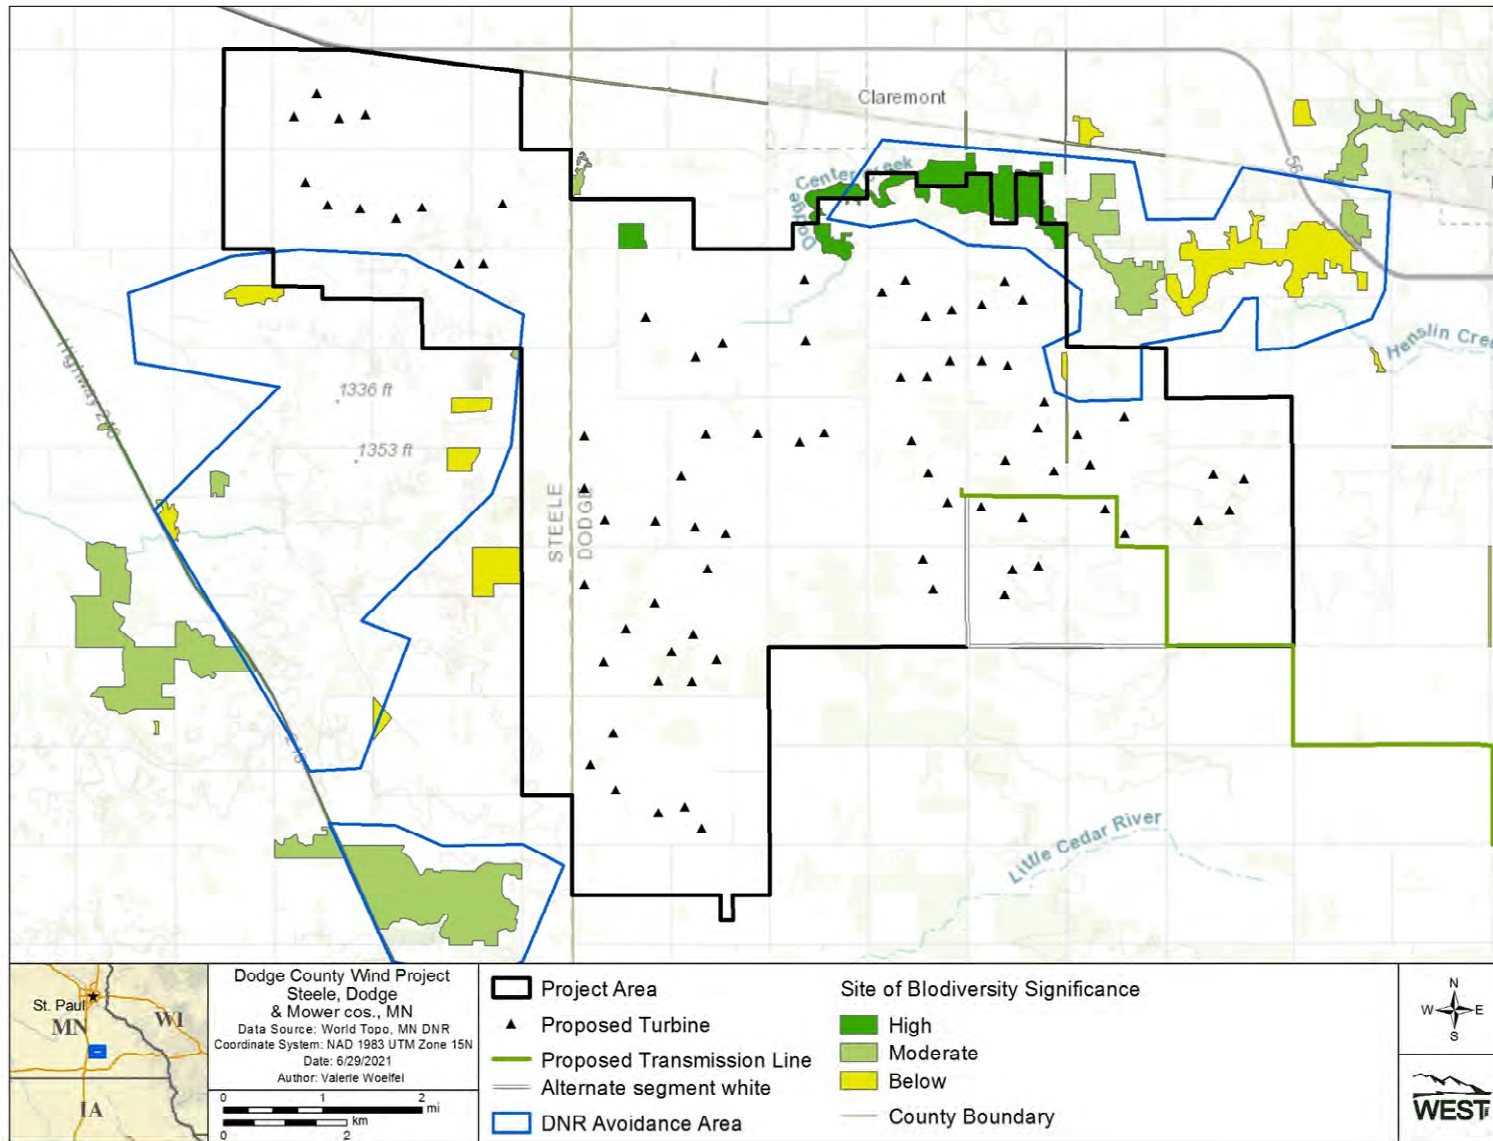 Claremont
Dodge Center Creek
56
Henslin Cree
Highway 218
1336 ft
1353 ft
STEELE
DODGE
218
Little Cedar River
St. Paul
MN
WI
IA
Dodge County Wind Project
Steele, Dodge
& Mower cos., MN
Data Source: World Topo, MN DNR
Coordinate System: NAD 1983 UTM Zone 15N
Date: 6/29/2021
Author: Valerie Woelfel
0 1 2
mi
km
0 2
Project Area
Proposed Turbine
Proposed Transmission Line
Alternate segment white
DNR Avoidance Area
Site of BIodiversity Significance
High
Moderate
Below
County Boundary
N
W E
S
WEST